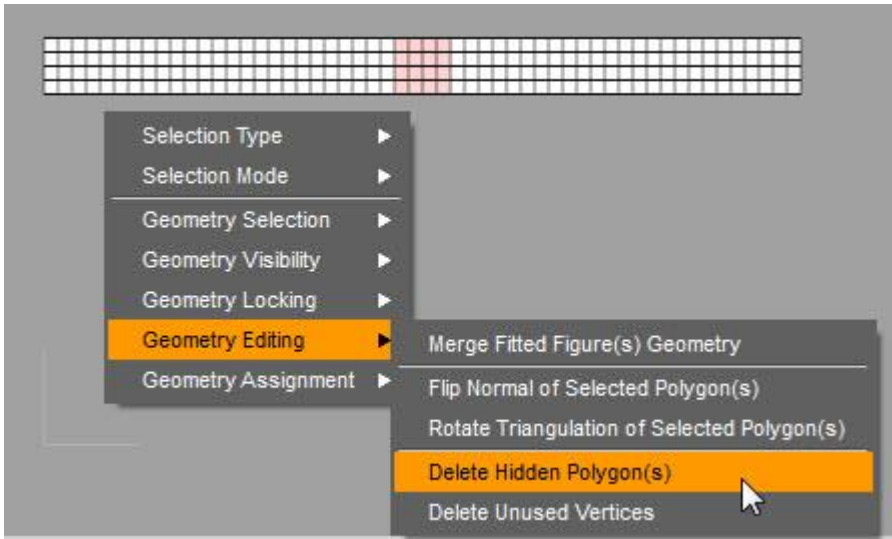 Selection Type
Selection Mode
Geometry Selection
Geometry Visibility
Geometry Locking
Geometry Editing
Geometry Assignment
Merge Fitted Figure(s) Geometry
Flip Normal of Selected Polygon(s)
Rotate Triangulation of Selected Polygon(s)
Delete Hidden Polygon(s)
Delete Unused Vertices